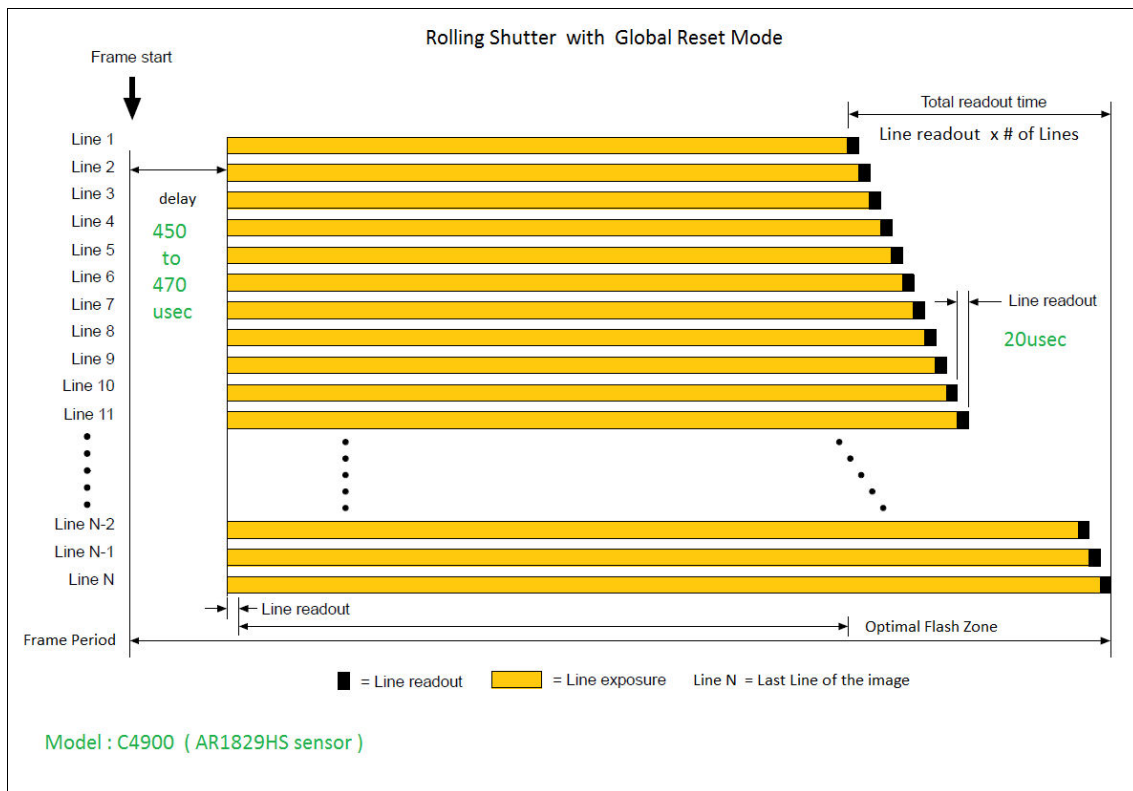 Rolling Shutter  with  Global Reset Mode
Frame start
Total readout time
Line readout  x # of Lines
Line 1
Line 2
Line 3
delay
Line 4
450
to
470
usec
Line 5
Line 6
Line 7
Line readout
20usec
Line 8
Line 9
Line 10
Line 11
Line N-2
Line N-1
Line N
Line readout
Optimal Flash Zone
Frame Period
= Line readout
= Line exposure
Line N  = Last Line of the image
Model : C4900  ( AR1829HS sensor )